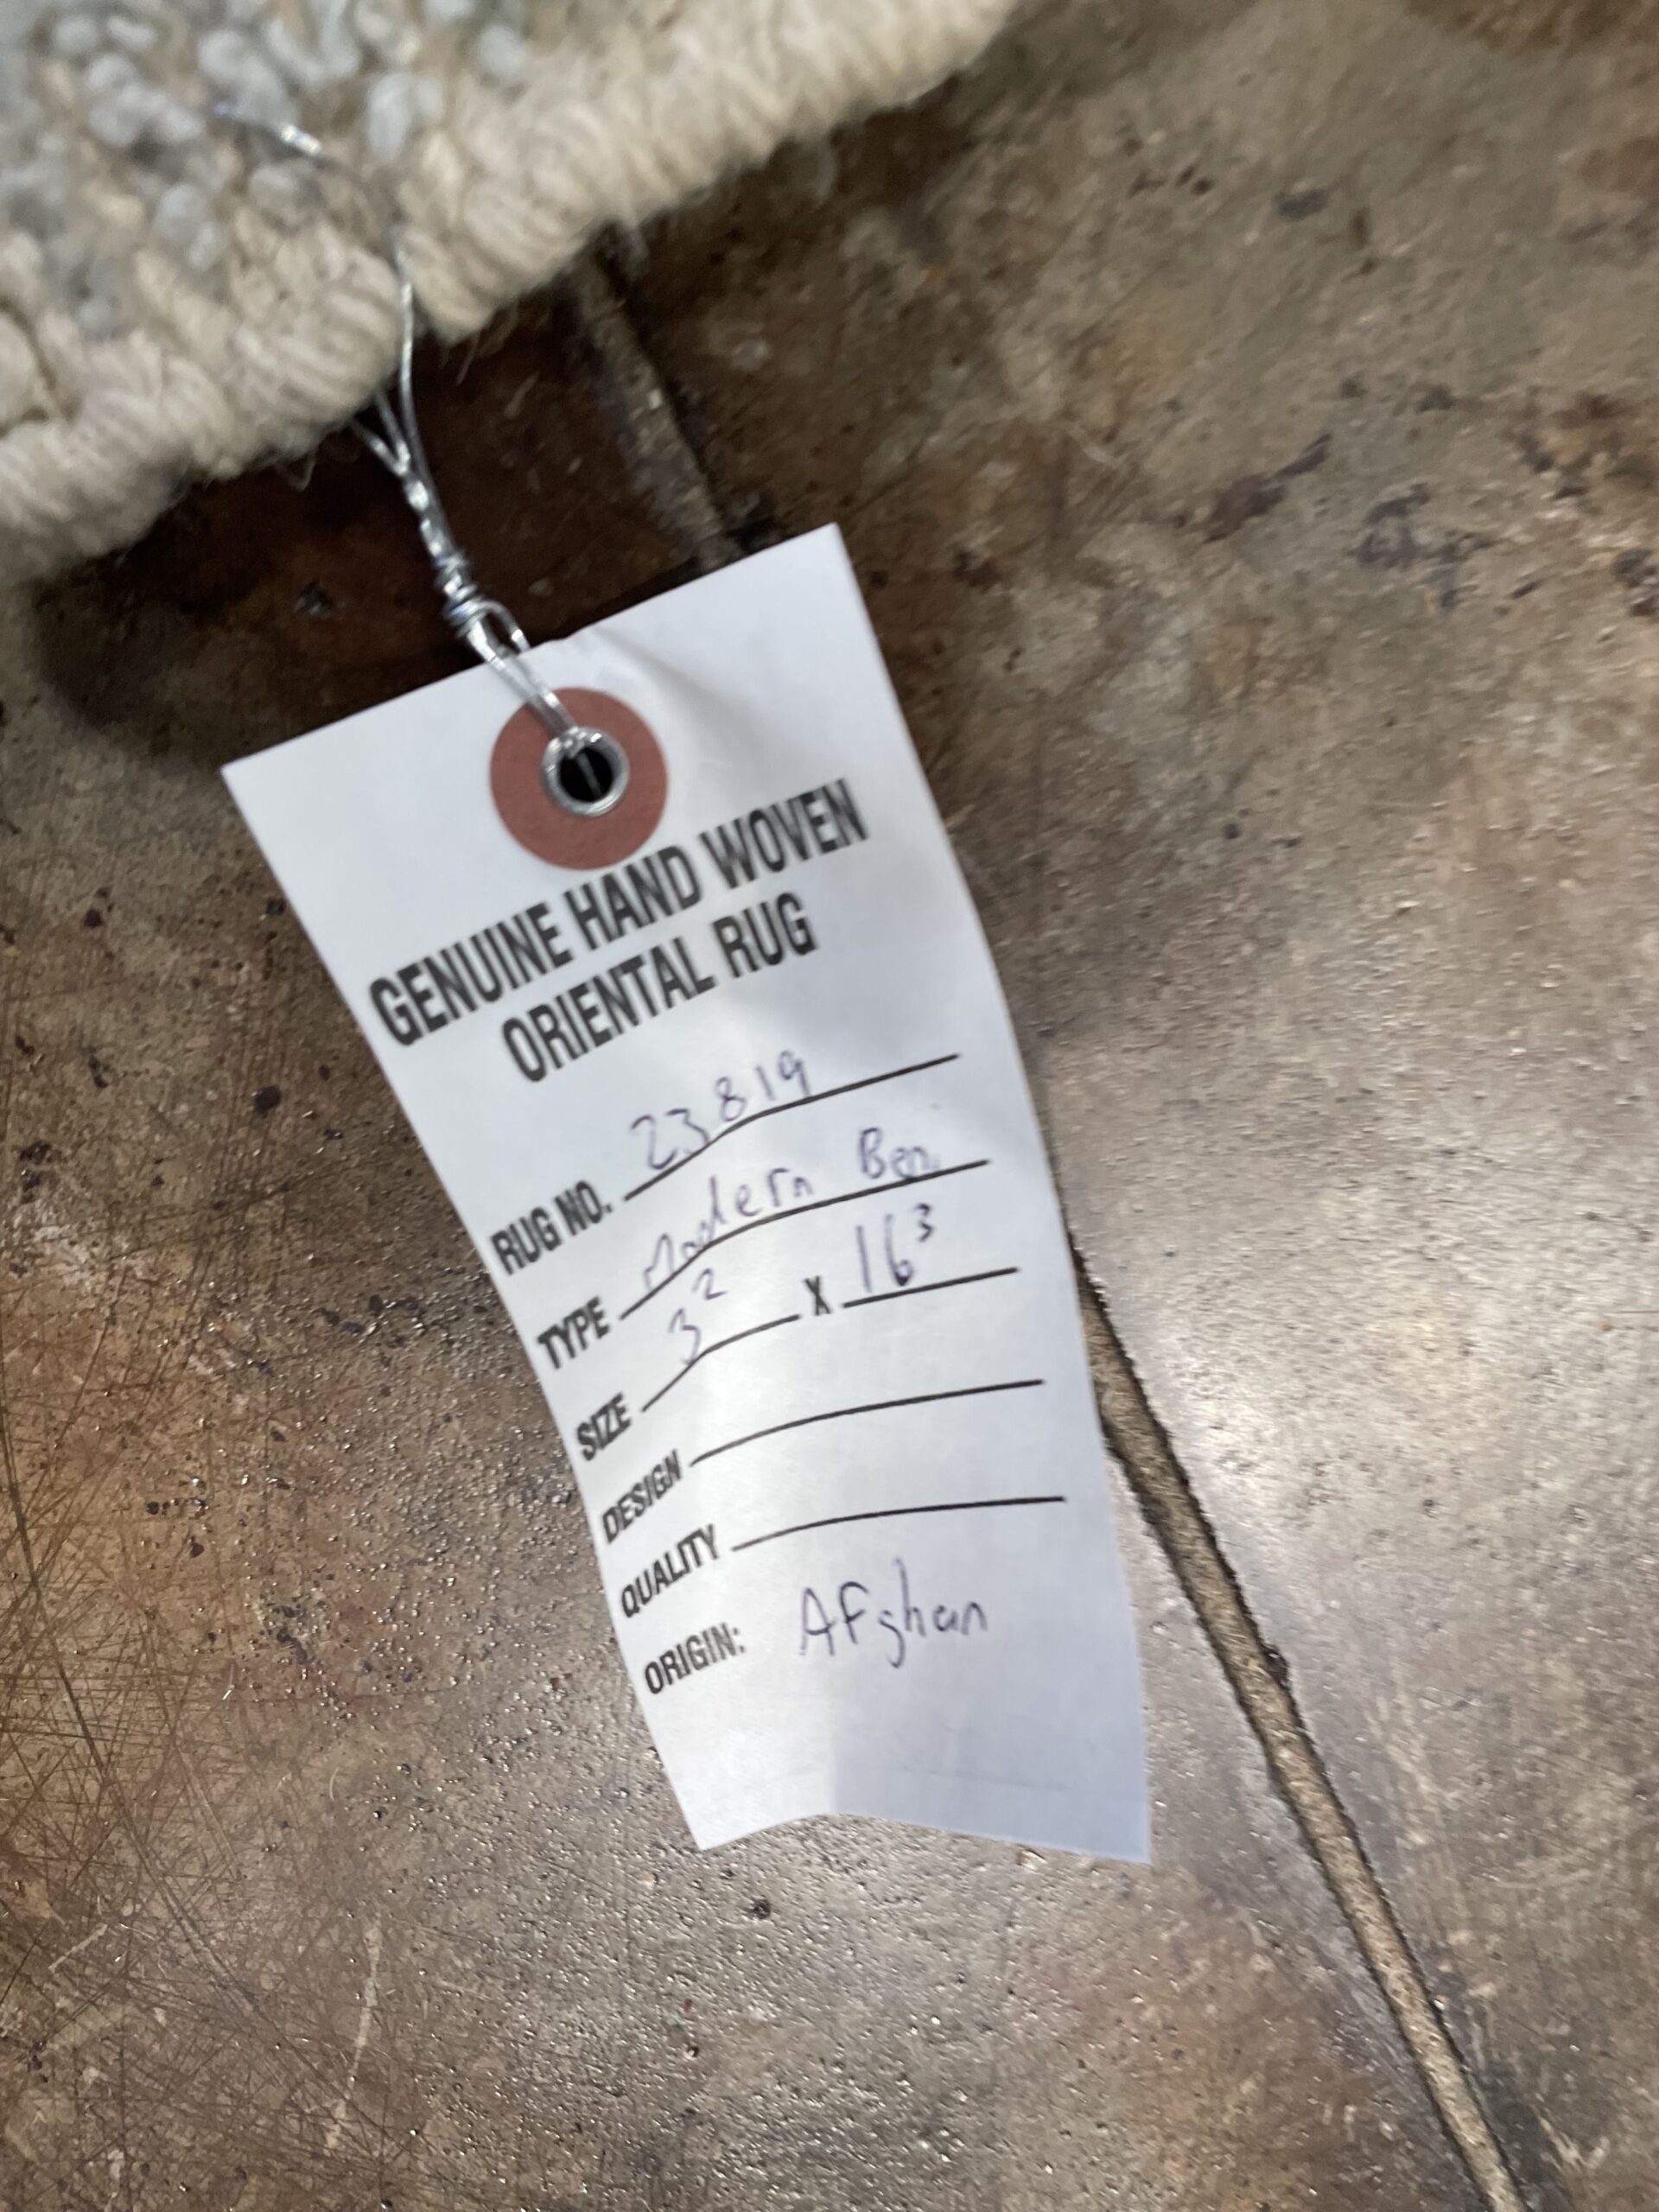 GENUINE HAND WOVEN
ORIENTAL RUG
RUG NO. 23819
TYPE Modern Ben.
SIZE 3² X 16³
DESIGN
QUALITY
ORIGIN: Afghan